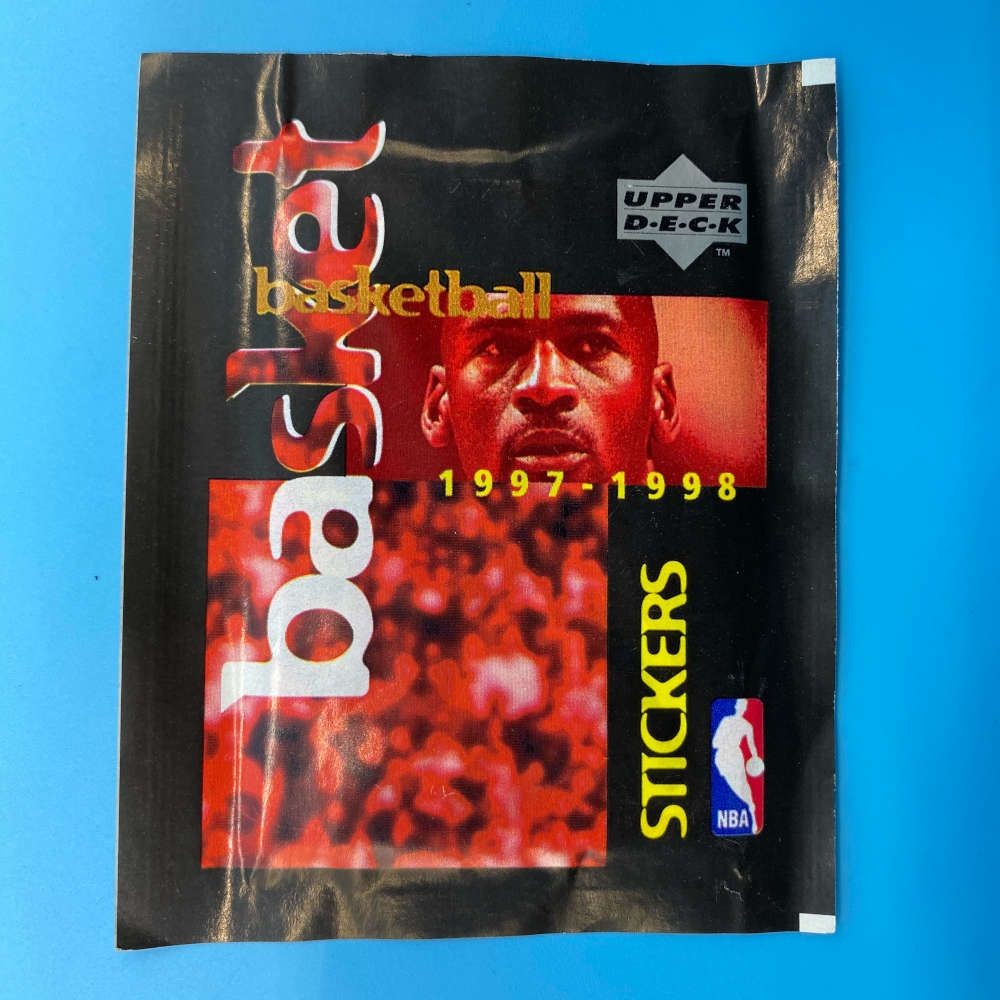 UPPER
D•E•C•K
TM
basket
basketball
1997-1998
STICKERS
NBA